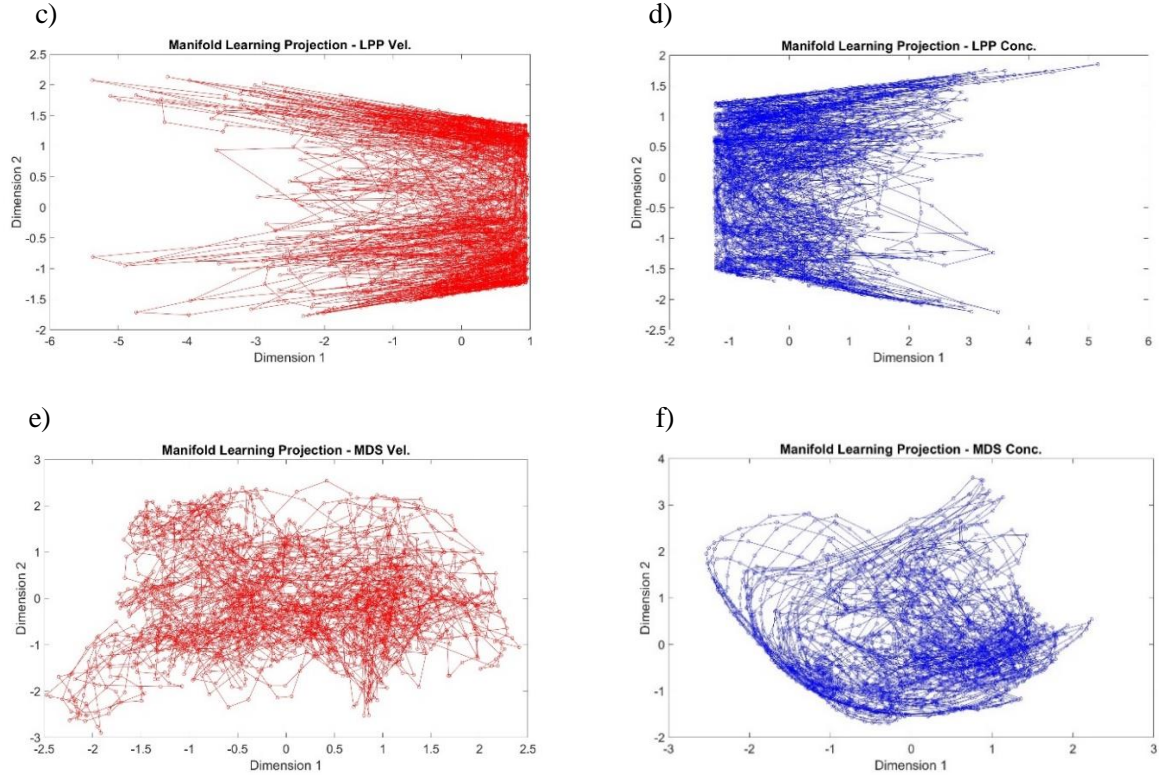 c)
d)
Manifold Learning Projection - LPP Vel.
2.5
2
1.5
1
0.5
0
-0.5
-1
-1.5
-2
Dimension 2
-6 -5 -4 -3 -2 -1 0 1
Dimension 1
Manifold Learning Projection - LPP Conc.
2
1.5
1
0.5
0
-0.5
-1
-1.5
-2
-2.5
Dimension 2
-2 -1 0 1 2 3 4 5 6
Dimension 1
e)
f)
Manifold Learning Projection - MDS Vel.
3
2
1
0
-1
-2
-3
Dimension 2
-2.5 -2 -1.5 -1 -0.5 0 0.5 1 1.5 2 2.5
Dimension 1
Manifold Learning Projection - MDS Conc.
4
3
2
1
0
-1
-2
Dimension 2
-3 -2 -1 0 1 2 3
Dimension 1